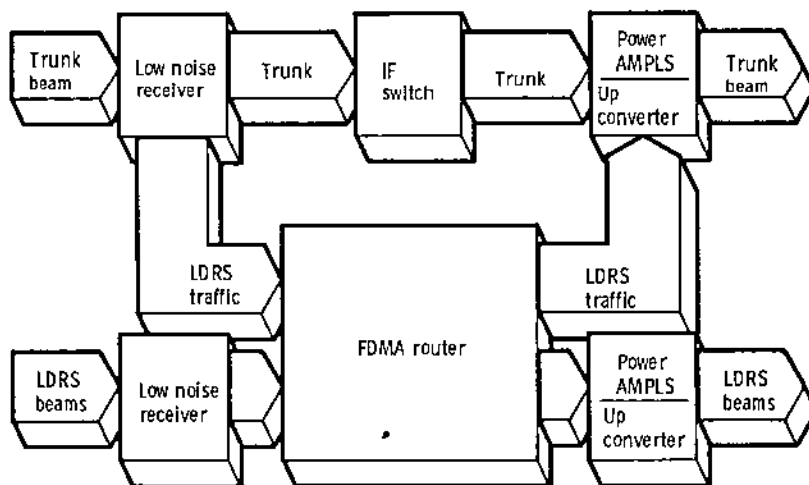 Trunk
beam
Low noise
receiver
Trunk
IF
switch
Trunk
Power
AMPLS
Up
converter
Trunk
beam
LDRS
traffic
FDMA router
LDRS
traffic
LDRS
beams
Low noise
receiver
Power
AMPLS
Up
converter
LDRS
beams